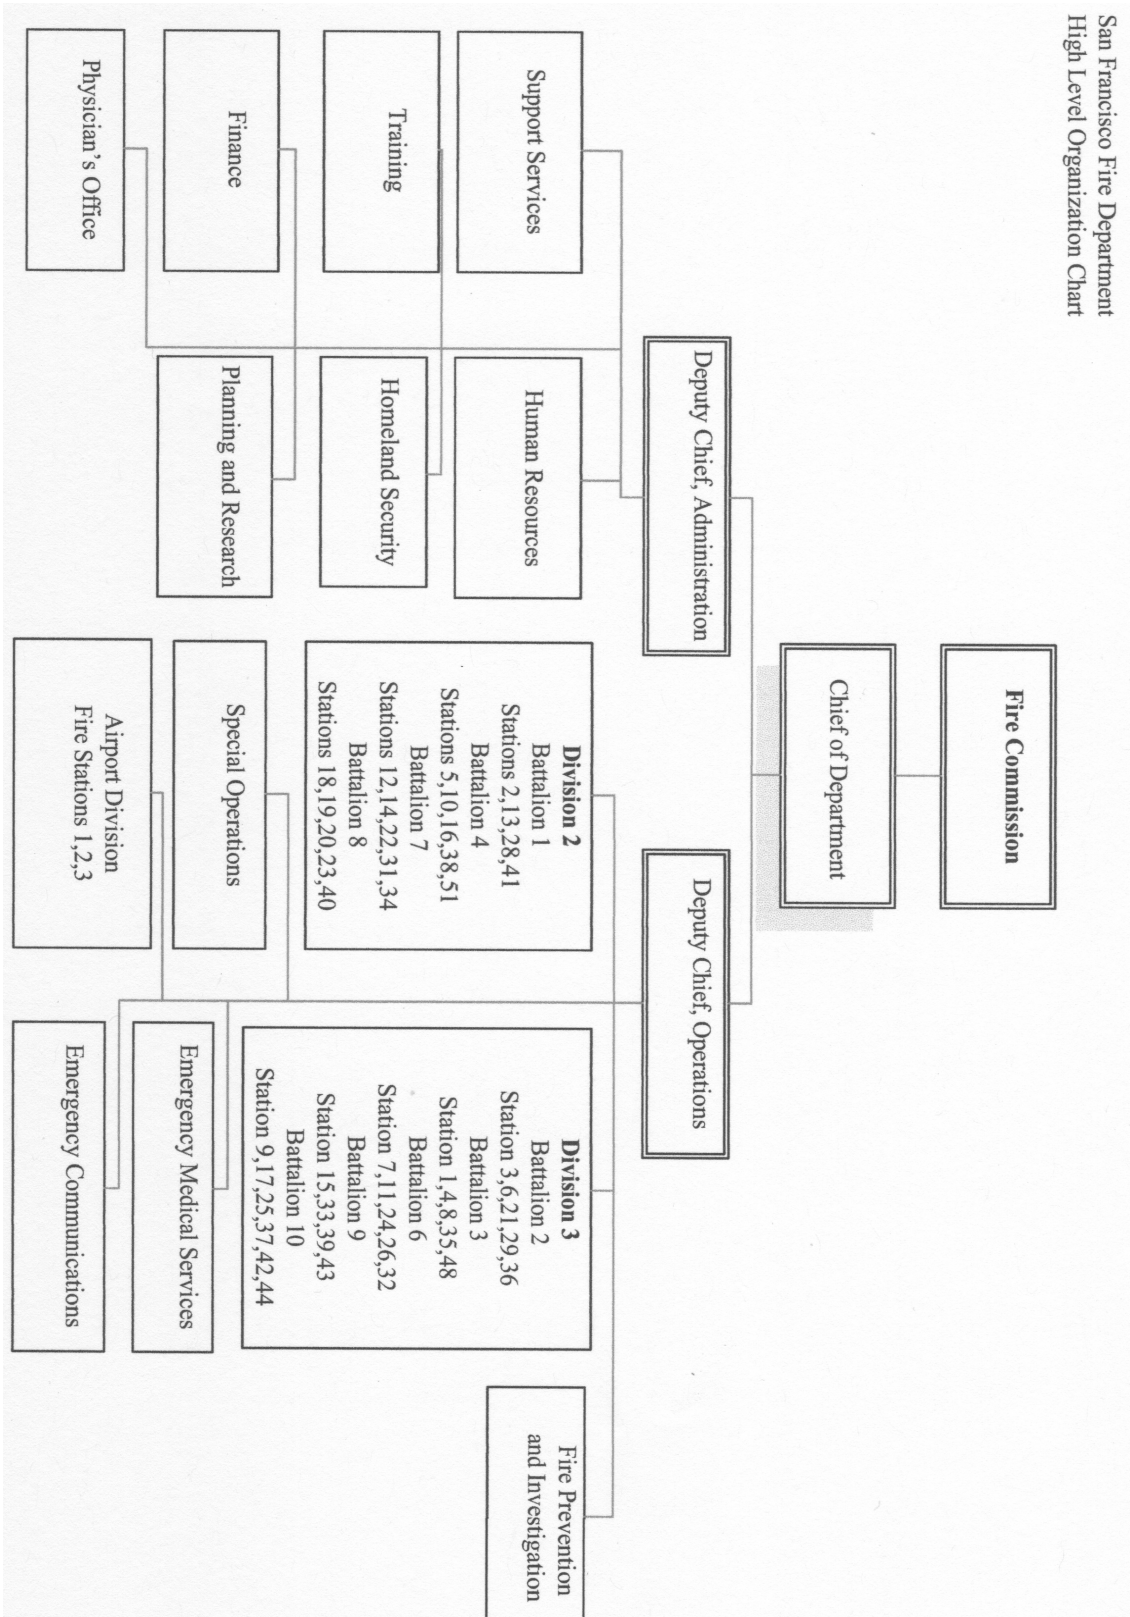 San Francisco Fire Department
High Level Organization Chart
Fire Commission
Chief of Department
Deputy Chief, Administration
Deputy Chief, Operations
Support Services
Human Resources
Training
Homeland Security
Finance
Planning and Research
Physician's Office
Division 2
Battalion 1
Stations 2,13,28,41
Battalion 4
Stations 5,10,16,38,51
Battalion 7
Stations 12,14,22,31,34
Battalion 8
Stations 18,19,20,23,40
Division 3
Battalion 2
Station 3,6,21,29,36
Battalion 3
Station 1,4,8,35,48
Battalion 6
Station 7,11,24,26,32
Battalion 9
Station 15,33,39,43
Battalion 10
Station 9,17,25,37,42,44
Fire Prevention
and Investigation
Special Operations
Emergency Medical Services
Airport Division
Fire Stations 1,2,3
Emergency Communications